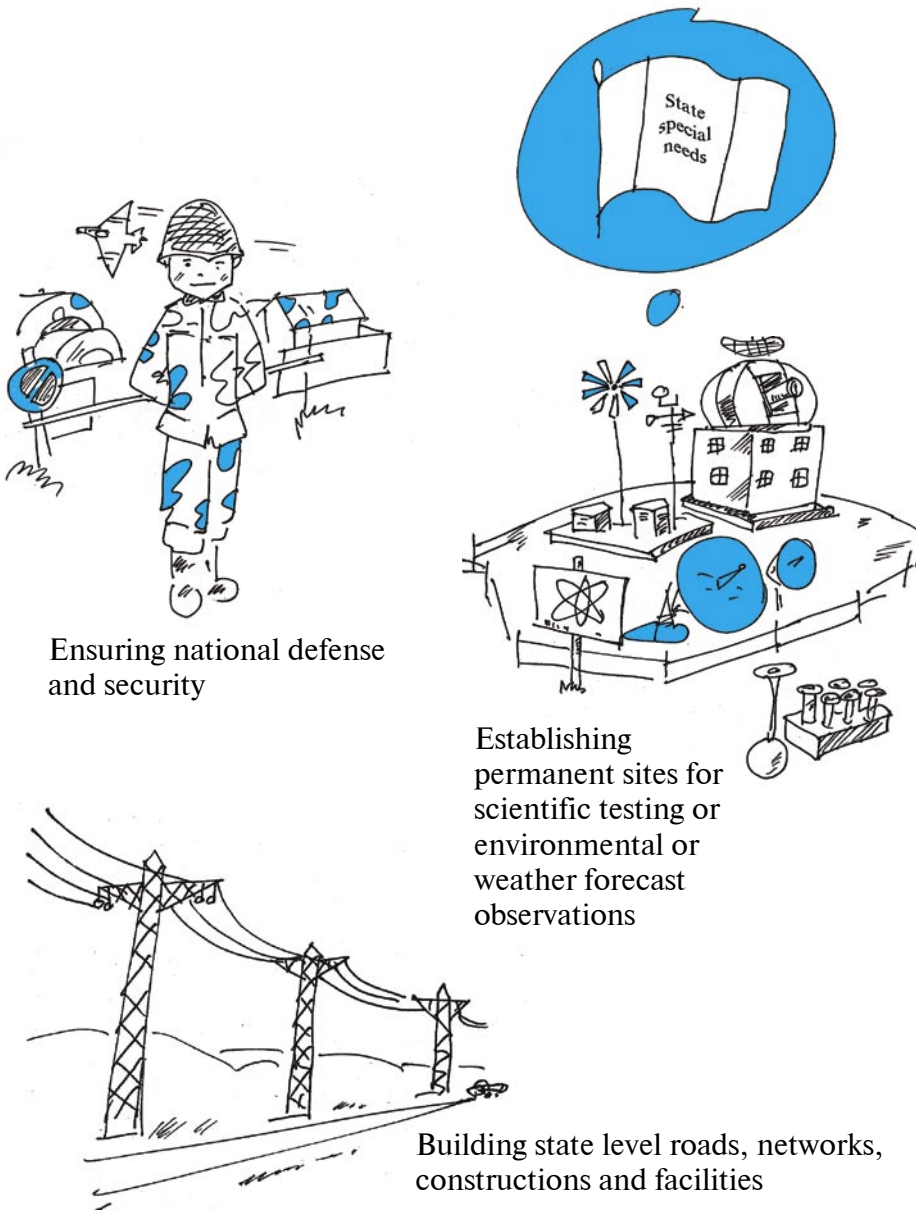 State
special
needs
Ensuring national defense
and security
Establishing
permanent sites for
scientific testing or
environmental or
weather forecast
observations
Building state level roads, networks,
constructions and facilities